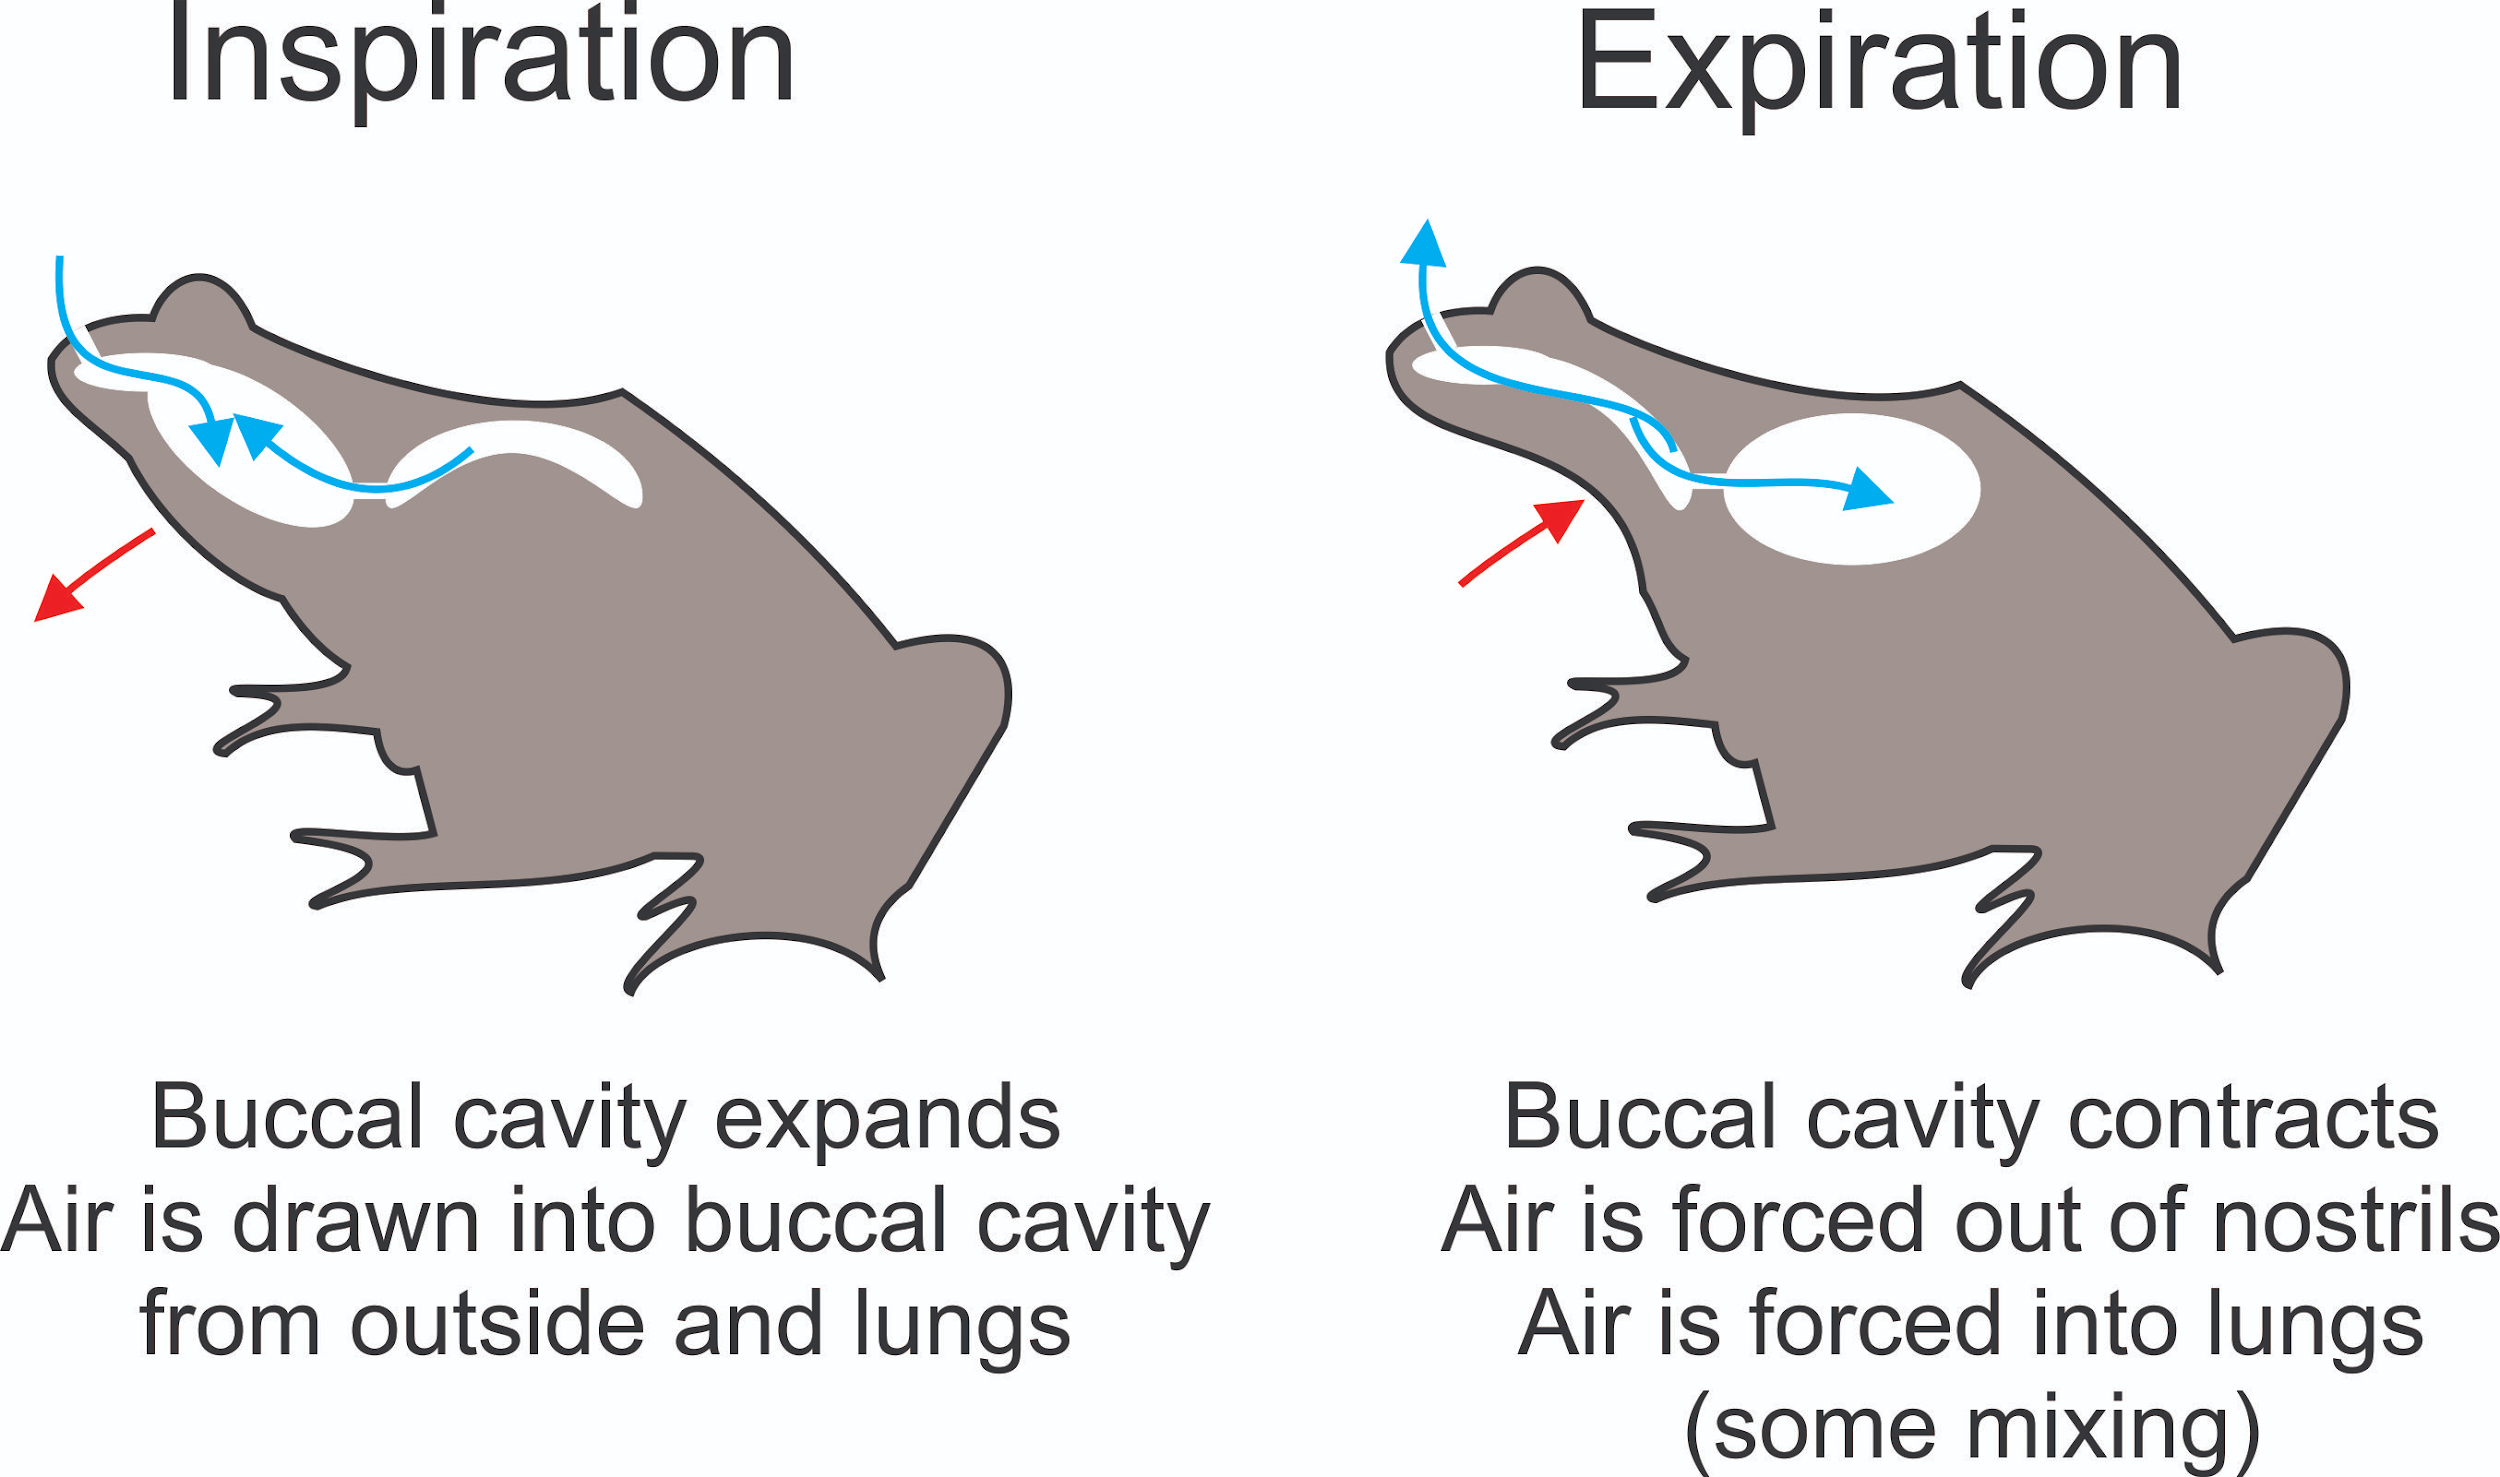 Inspiration
Buccal cavity expands
Air is drawn into buccal cavity
from outside and lungs
Expiration
Buccal cavity contracts
Air is forced out of nostrils
Air is forced into lungs
(some mixing)